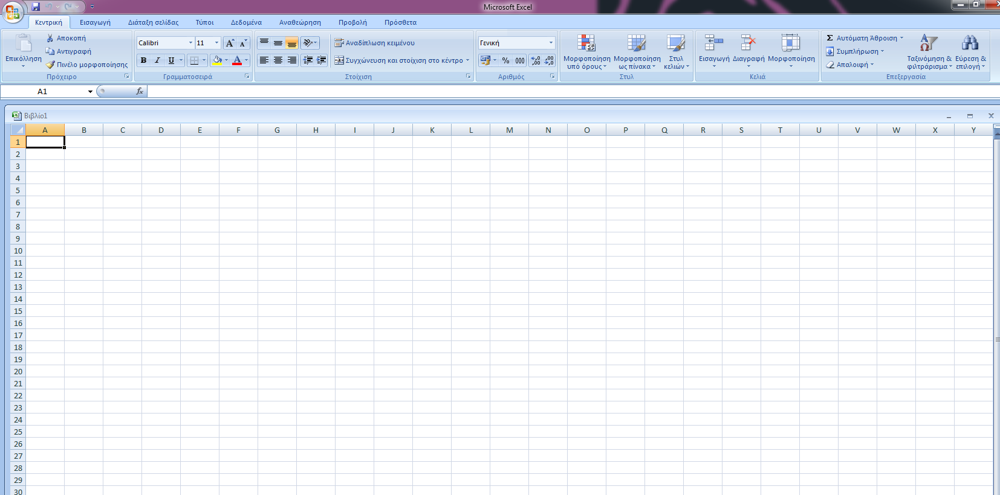 Microsoft Excel
Κεντρική Εισαγωγή Διάταξη σελίδας Τύποι Δεδομένα Αναθεώρηση Προβολή Πρόσθετα
Επικόλληση
Αποκοπή
Αντιγραφή
Πινέλο μορφοποίησης
Πρόχειρο
Calibri 11
A A
B I U A
Γραμματοσειρά
Αναδίπλωση κειμένου
Συγχώνευση και στοίχιση στο κέντρο
Στοίχιση
Γενική
% 000
Αριθμός
Μορφοποίηση υπό όρους
Μορφοποίηση ως πίνακα
Στυλ κελιών
Στυλ
Εισαγωγή Διαγραφή Μορφοποίηση
Κελιά
Σ Αυτόματη Άθροιση
Συμπλήρωση
Απαλοιφή
Ταξινόμηση & φιλτράρισμα
Εύρεση & επιλογή
Επεξεργασία
A1 fx
Βιβλίο1
A B C D E F G H I J K L M N O P Q R S T U V W X Y
1
2
3
4
5
6
7
8
9
10
11
12
13
14
15
16
17
18
19
20
21
22
23
24
25
26
27
28
29
30